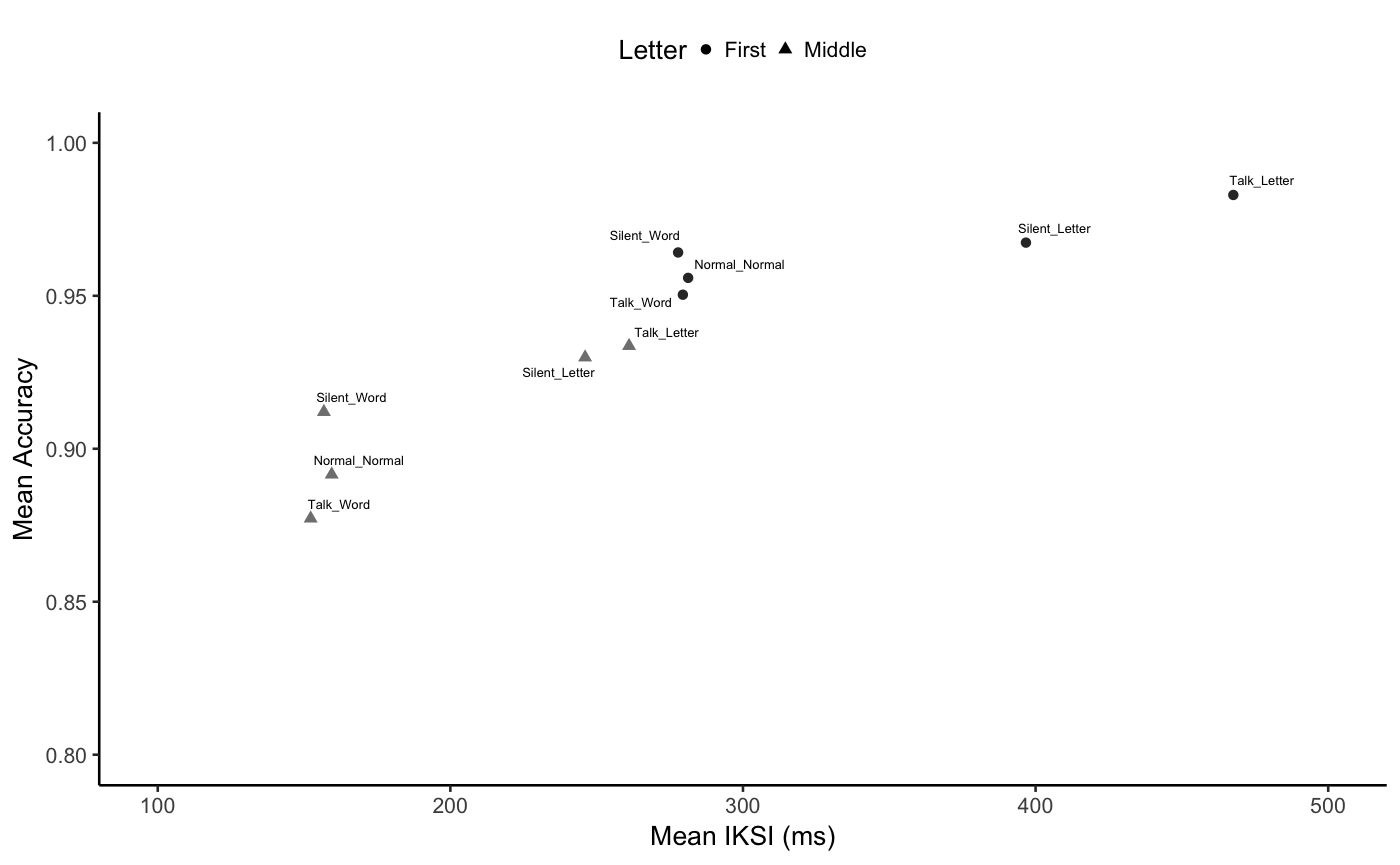 Letter First Middle
1.00
0.95
0.90
0.85
0.80
Mean Accuracy
Talk_Letter
Silent_Letter
Silent_Word
Normal_Normal
Talk_Word
Talk_Letter
Silent_Letter
Silent_Word
Normal_Normal
Talk_Word
100 200 300 400 500
Mean IKSI (ms)